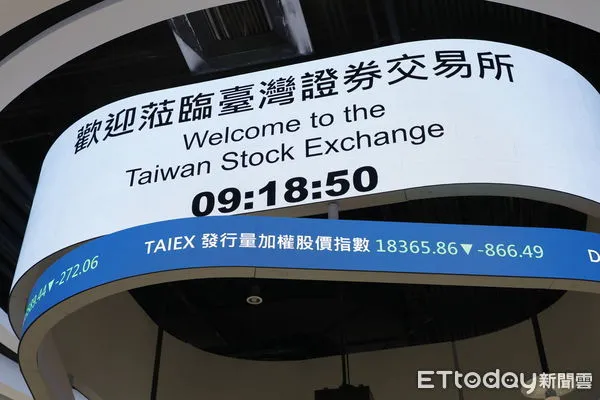 歡迎蒞臨臺灣證券交易所
Welcome to the
Taiwan Stock Exchange
09:18:50
TAIEX 發行量加權股價指數 18365.86▼-866.49 D
.44▼-272.06
ETtoday新聞雲